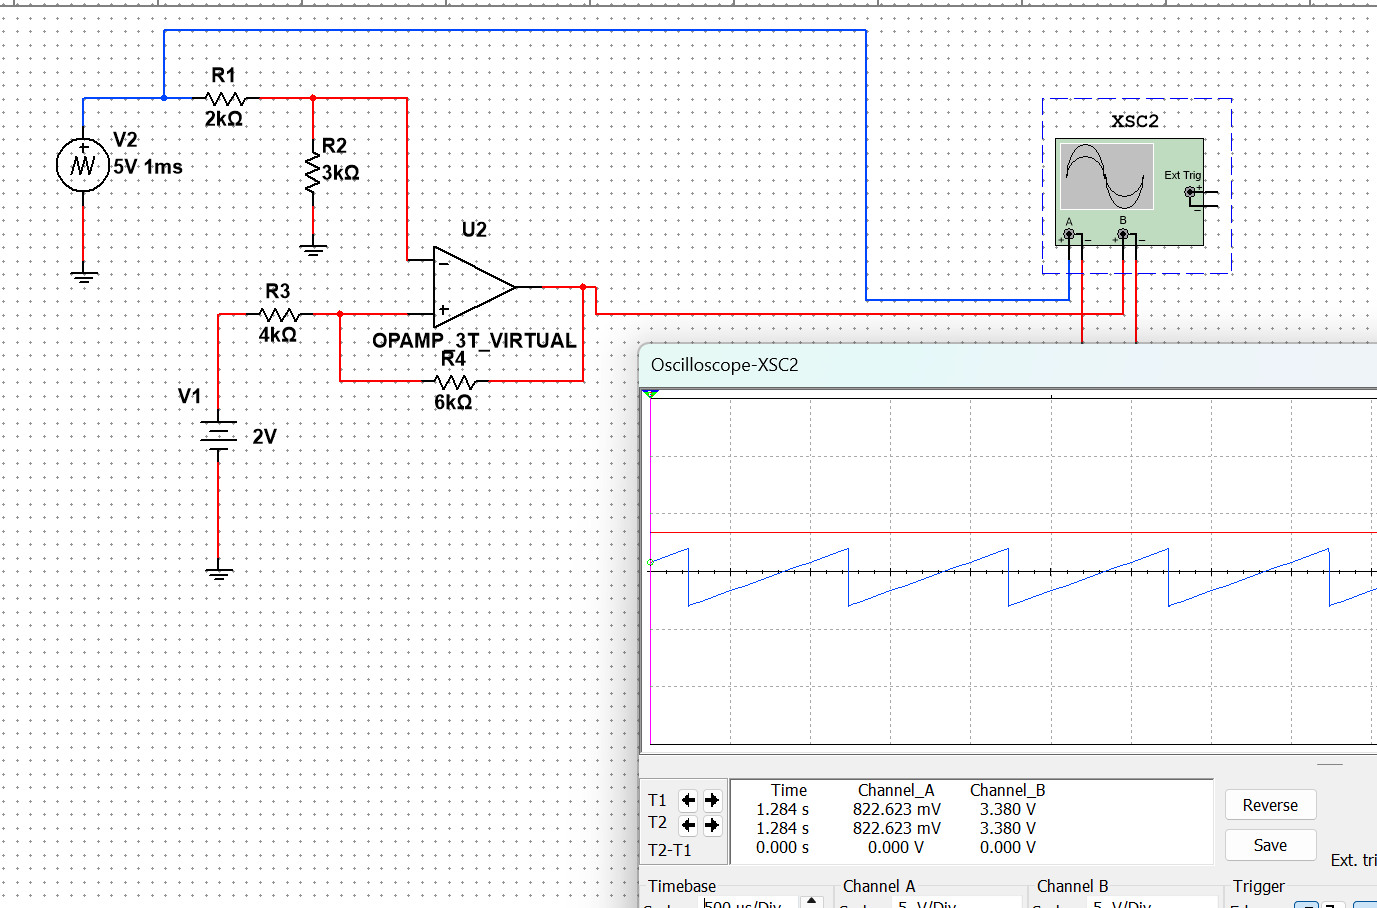 R1
2kΩ
V2
5V 1ms
R2
3kΩ
U2
R3
4kΩ
OPAMP_3T_VIRTUAL
R4
6kΩ
V1
2V
XSC2
Ext Trig
+
−
A
B
+ − + −
Oscilloscope-XSC2
Time Channel_A Channel_B
T1 1.284 s 822.623 mV 3.380 V
T2 1.284 s 822.623 mV 3.380 V
T2-T1 0.000 s 0.000 V 0.000 V
Reverse
Save
Ext. tri
Timebase Channel A Channel B Trigger
500 us/Div 5 V/Div 5 V/Div